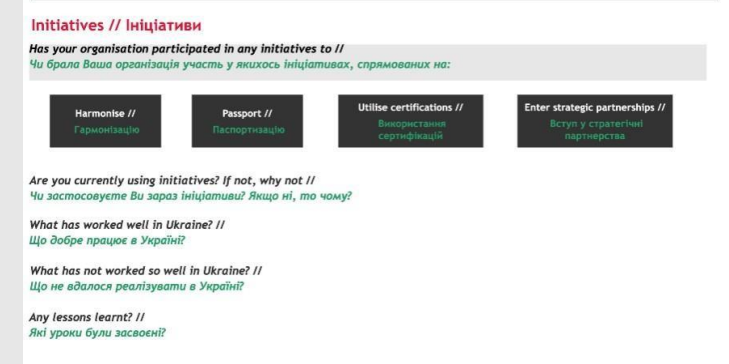 Initiatives // Ініціативи
Has your organisation participated in any initiatives to //
Чи брала Ваша організація участь у якихось ініціативах, спрямованих на:
Harmonise //
Гармонізацію
Passport //
Паспортизацію
Utilise certifications //
Використання
сертифікацій
Enter strategic partnerships //
Вступ у стратегічні
партнерства
Are you currently using initiatives? If not, why not //
Чи застосовуєте Ви зараз ініціативи? Якщо ні, то чому?
What has worked well in Ukraine? //
Що добре працює в Україні?
What has not worked so well in Ukraine? //
Що не вдалося реалізувати в Україні?
Any lessons learnt? //
Які уроки були засвоєні?